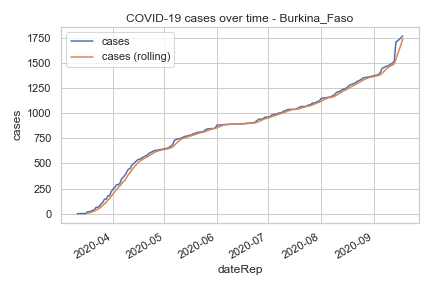 COVID-19 cases over time - Burkina_Faso
cases
cases (rolling)
1750
1500
1250
1000
750
500
250
0
cases
2020-04
2020-05
2020-06
2020-07
2020-08
2020-09
dateRep